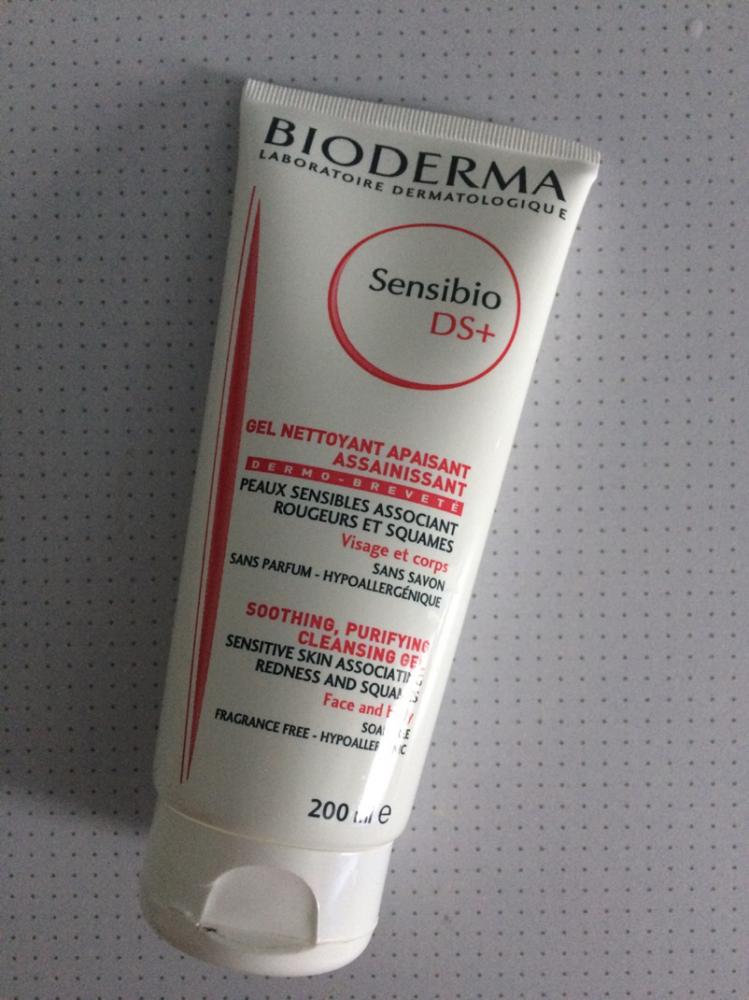 BIODERMA
LABORATOIRE DERMATOLOGIQUE
Sensibio
DS+
GEL NETTOYANT APAISANT
ASSAINISSANT
DERMO-BREVETÉ
PEAUX SENSIBLES ASSOCIANT
ROUGEURS ET SQUAMES
Visage et corps
SANS SAVON
SANS PARFUM - HYPOALLERGÉNIQUE
SOOTHING, PURIFYING
CLEANSING GEL
SENSITIVE SKIN ASSOCIATING
REDNESS AND
Face and
FRAGRANCE FREE -
200 ml e